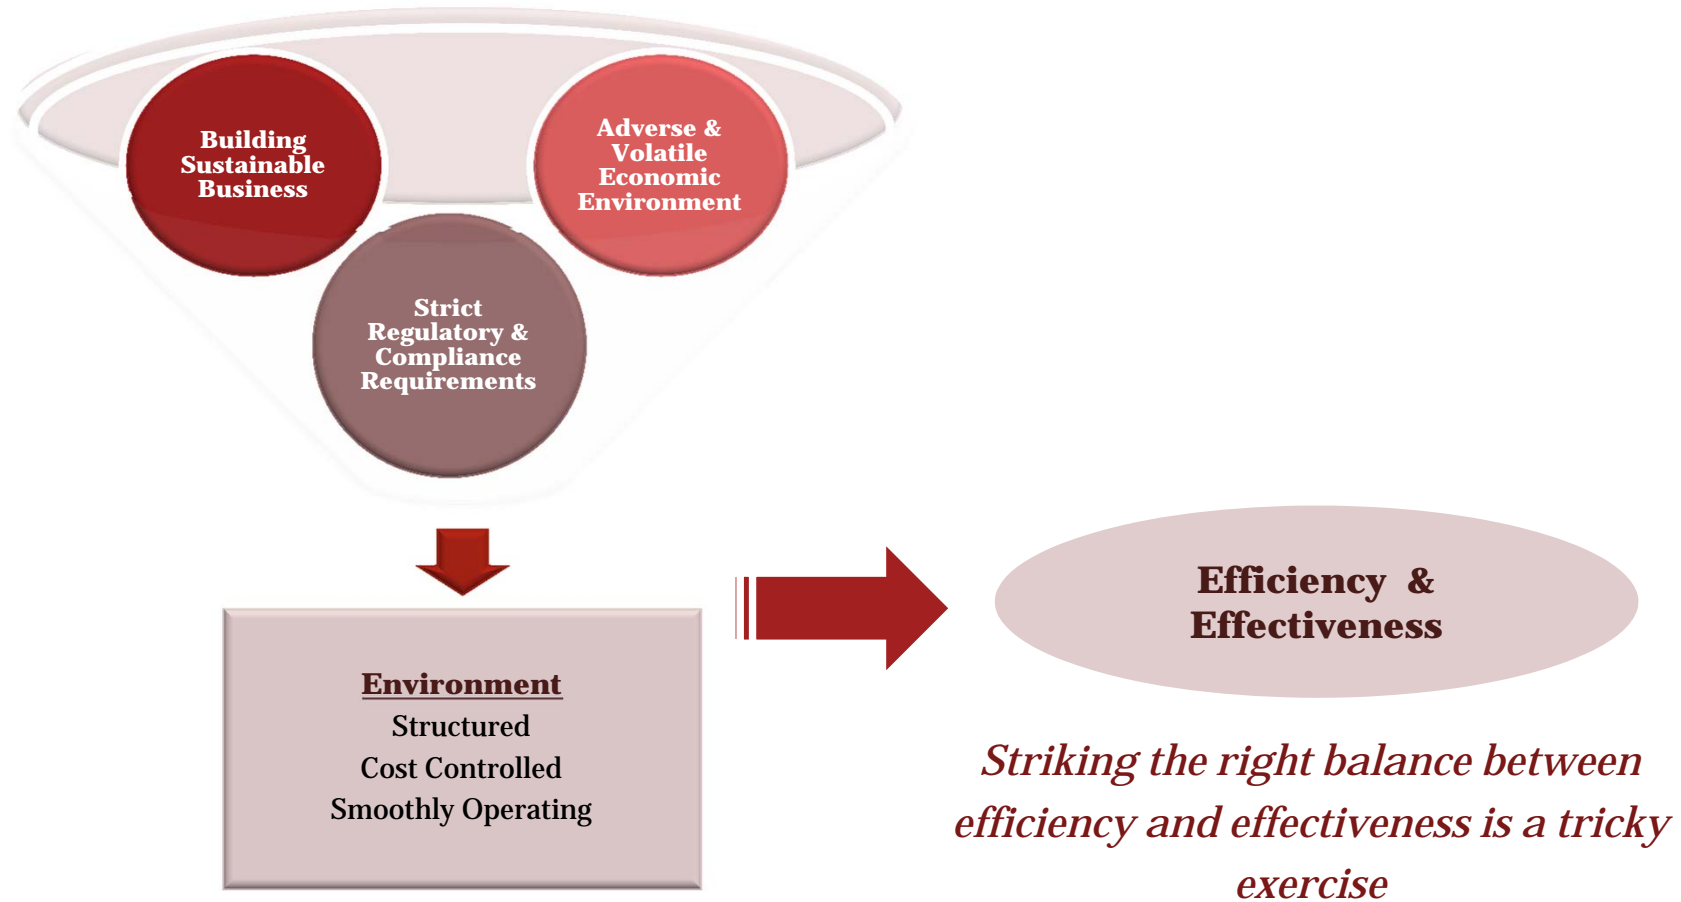 Building
Sustainable
Business
Adverse &
Volatile
Economic
Environment
Strict
Regulatory &
Compliance
Requirements
Environment
Structured
Cost Controlled
Smoothly Operating
Efficiency &
Effectiveness
Striking the right balance between
efficiency and effectiveness is a tricky
exercise